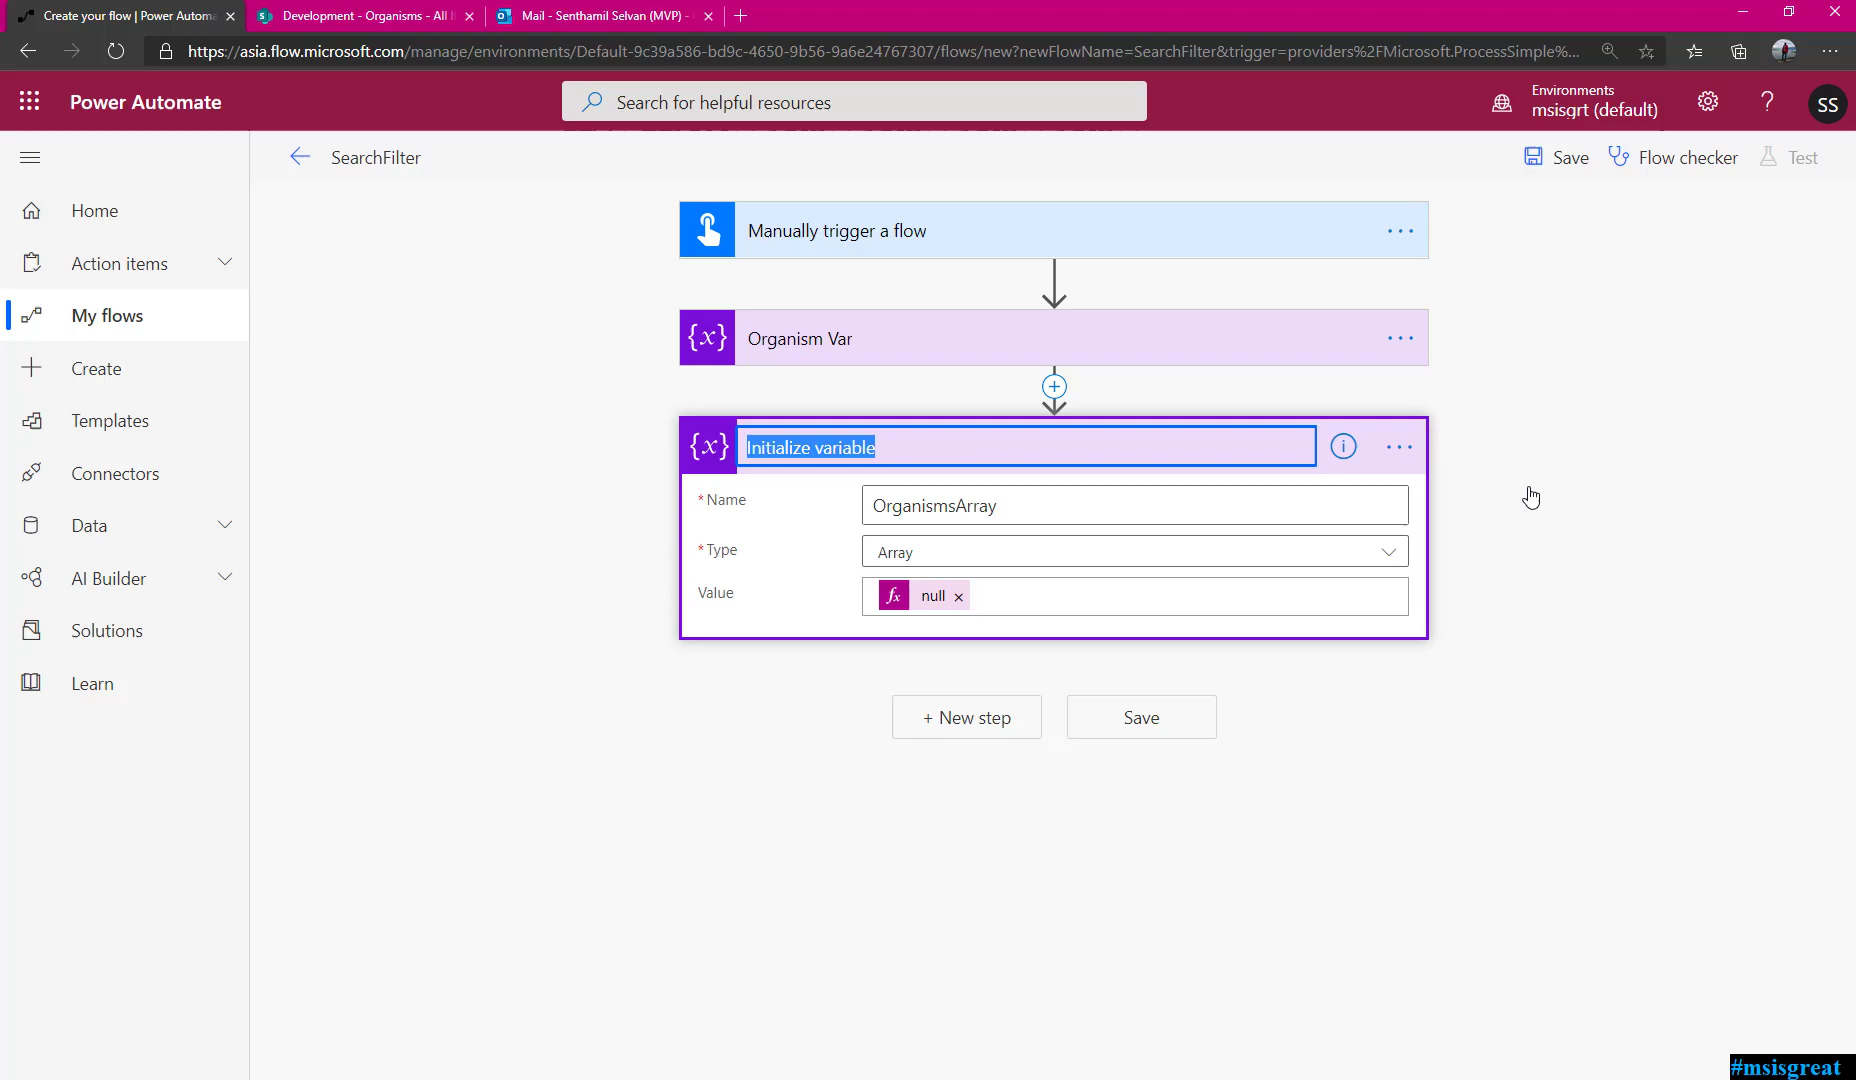 Create your flow | Power Automa
Development - Organisms - All I
Mail - Senthamil Selvan (MVP) -
https://asia.flow.microsoft.com/manage/environments/Default-9c39a586-bd9c-4650-9b56-9a6e24767307/flows/new?newFlowName=SearchFilter&trigger=providers%2FMicrosoft.ProcessSimple%...
Power Automate
Search for helpful resources
Environments
msisgrt (default)
SS
SearchFilter
Save
Flow checker
Test
Home
Action items
My flows
Create
Templates
Connectors
Data
AI Builder
Solutions
Learn
Manually trigger a flow
{x} Organism Var
{x} Initialize variable
* Name
OrganismsArray
* Type
Array
Value
fx null ×
+ New step
Save
#msisgreat